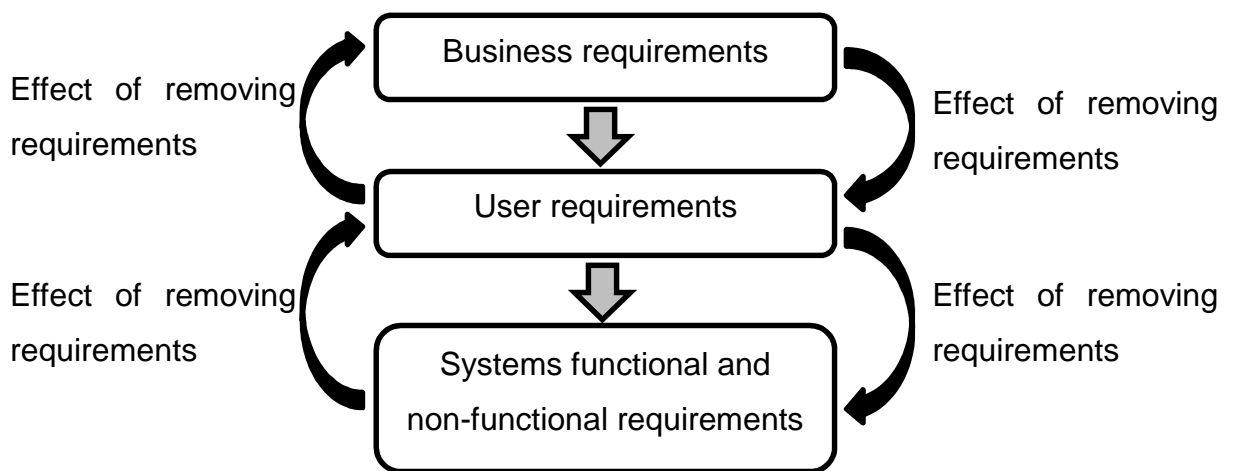 Business requirements
Effect of removing
requirements
Effect of removing
requirements
User requirements
Effect of removing
requirements
Effect of removing
requirements
Systems functional and
non-functional requirements